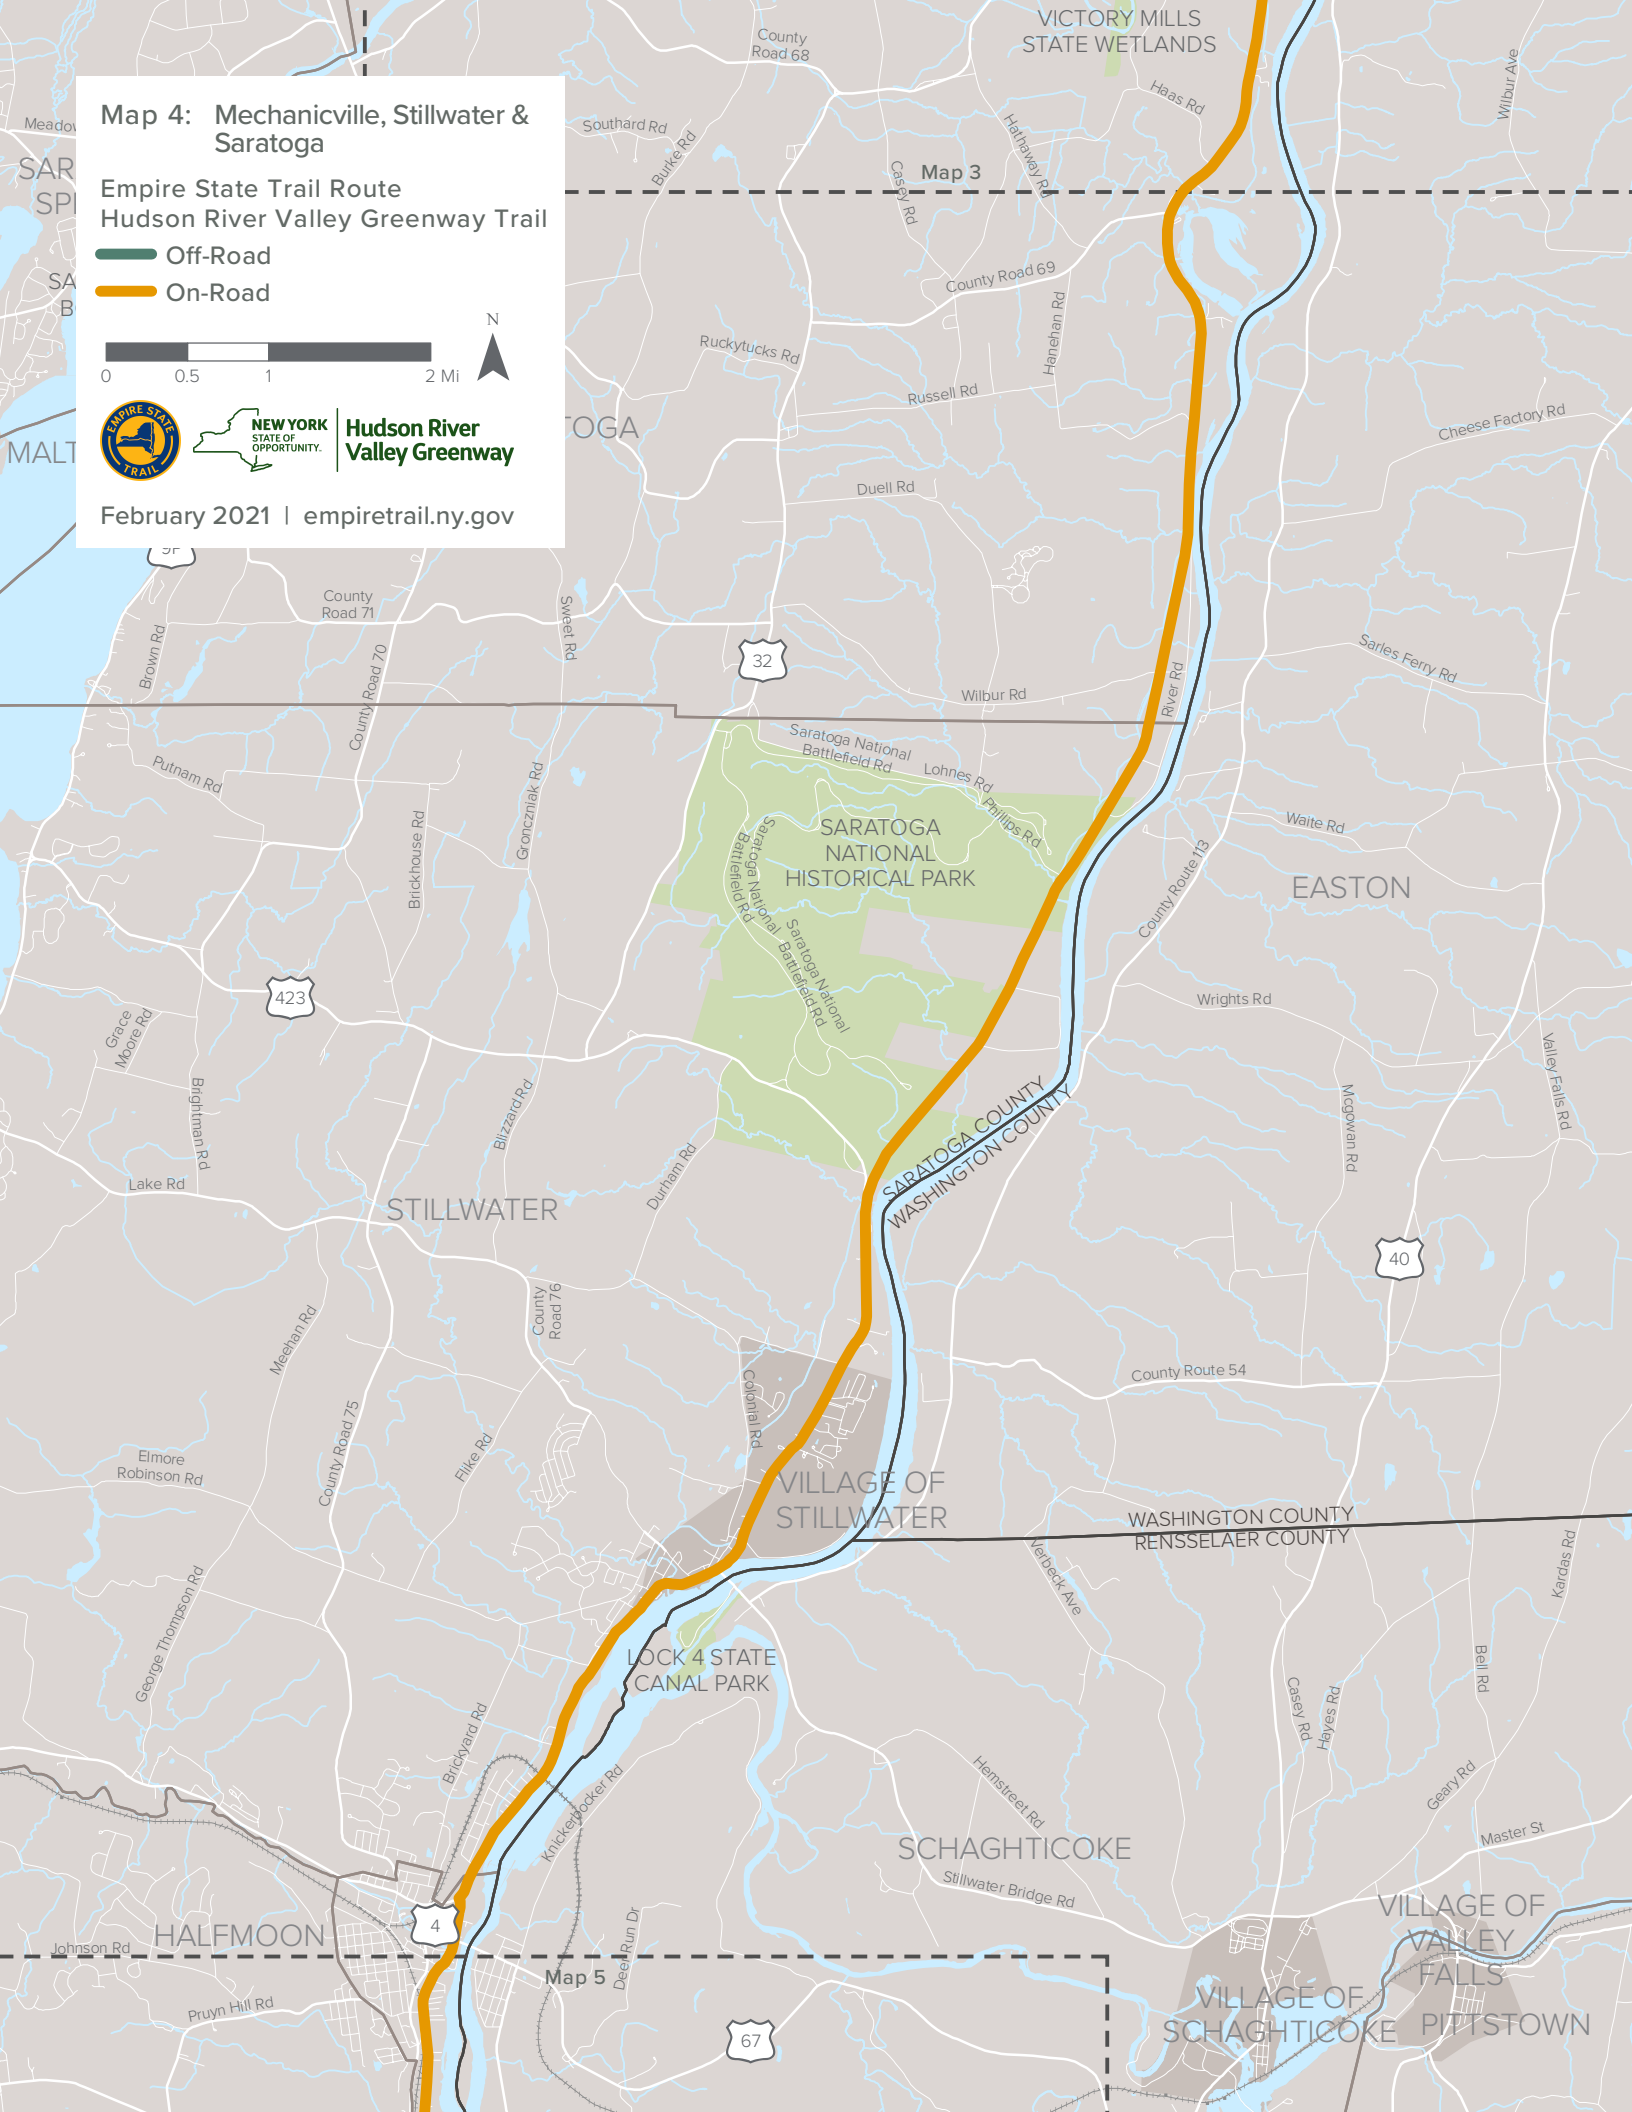 VICTORY MILLS
STATE WETLANDS
County
Road 68
Wilbur Ave
Haas Rd
Map 4: Mechanicville, Stillwater &
Saratoga
Empire State Trail Route
Hudson River Valley Greenway Trail
Off-Road
On-Road
N
0 0.5 1 2 Mi
EMPIRE STATE
TRAIL
NEW YORK
STATE OF
OPPORTUNITY.
Hudson River
Valley Greenway
February 2021 | empiretrail.ny.gov
Southard Rd
Burke Rd
Hathaway Rd
Casey Rd
Map 3
County Road 69
Hanehan Rd
Ruckytucks Rd
Russell Rd
Cheese Factory Rd
Duell Rd
9P
County
Road 71
Sweet Rd
Brown Rd
County Road 70
32
Sarles Ferry Rd
Wilbur Rd
River Rd
Saratoga National
Battlefield Rd
Lohnes Rd
Phillips Rd
Putnam Rd
Gronczniak Rd
Brickhouse Rd
SARATOGA
NATIONAL
HISTORICAL PARK
Saratoga National
Battlefield Rd
Waite Rd
County Route 113
EASTON
Saratoga National
Battlefield Rd
423
Wrights Rd
Grace
Moore Rd
Brightman Rd
Blizzard Rd
Valley Falls Rd
Mcgowan Rd
SARATOGA COUNTY
WASHINGTON COUNTY
Durham Rd
Lake Rd
STILLWATER
40
County
Road 76
Meehan Rd
County Route 54
Colonial Rd
County Road 75
Flike Rd
Elmore
Robinson Rd
VILLAGE OF
STILLWATER
WASHINGTON COUNTY
RENSSELAER COUNTY
Verbeck Ave
Kardas Rd
George Thompson Rd
LOCK 4 STATE
CANAL PARK
Bell Rd
Casey Rd
Hayes Rd
Brickyard Rd
Knickerbocker Rd
Hemstreet Rd
Geary Rd
Master St
SCHAGHTICOKE
Stillwater Bridge Rd
4
HALFMOON
Johnson Rd
Deer Run Dr
Map 5
VILLAGE OF
VALLEY
FALLS
VILLAGE OF
SCHAGHTICOKE
PITTSTOWN
Pruyn Hill Rd
67